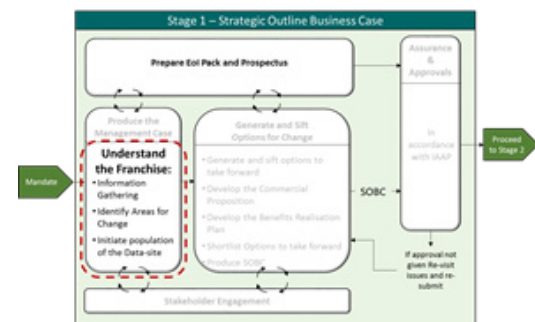 Stage 1 – Strategic Outline Business Case
Prepare EoI Pack and Prospectus
Assurance
&
Approvals
In
accordance
with IAAP
Produce the
Management Case
Understand
the Franchise:
• Information
Gathering
• Identify Areas for
Change
• Initiate population
of the Data-site
Generate and Sift
Options for Change
• Generate and sift options to
take forward
• Develop the Commercial
Proposition
• Develop the Benefits Realisation
Plan
• Shortlist Options to take forward
• Produce SOBC
Mandate
SOBC
Proceed
to Stage 2
If approval not
given Re-visit
issues and re-
submit
Stakeholder Engagement